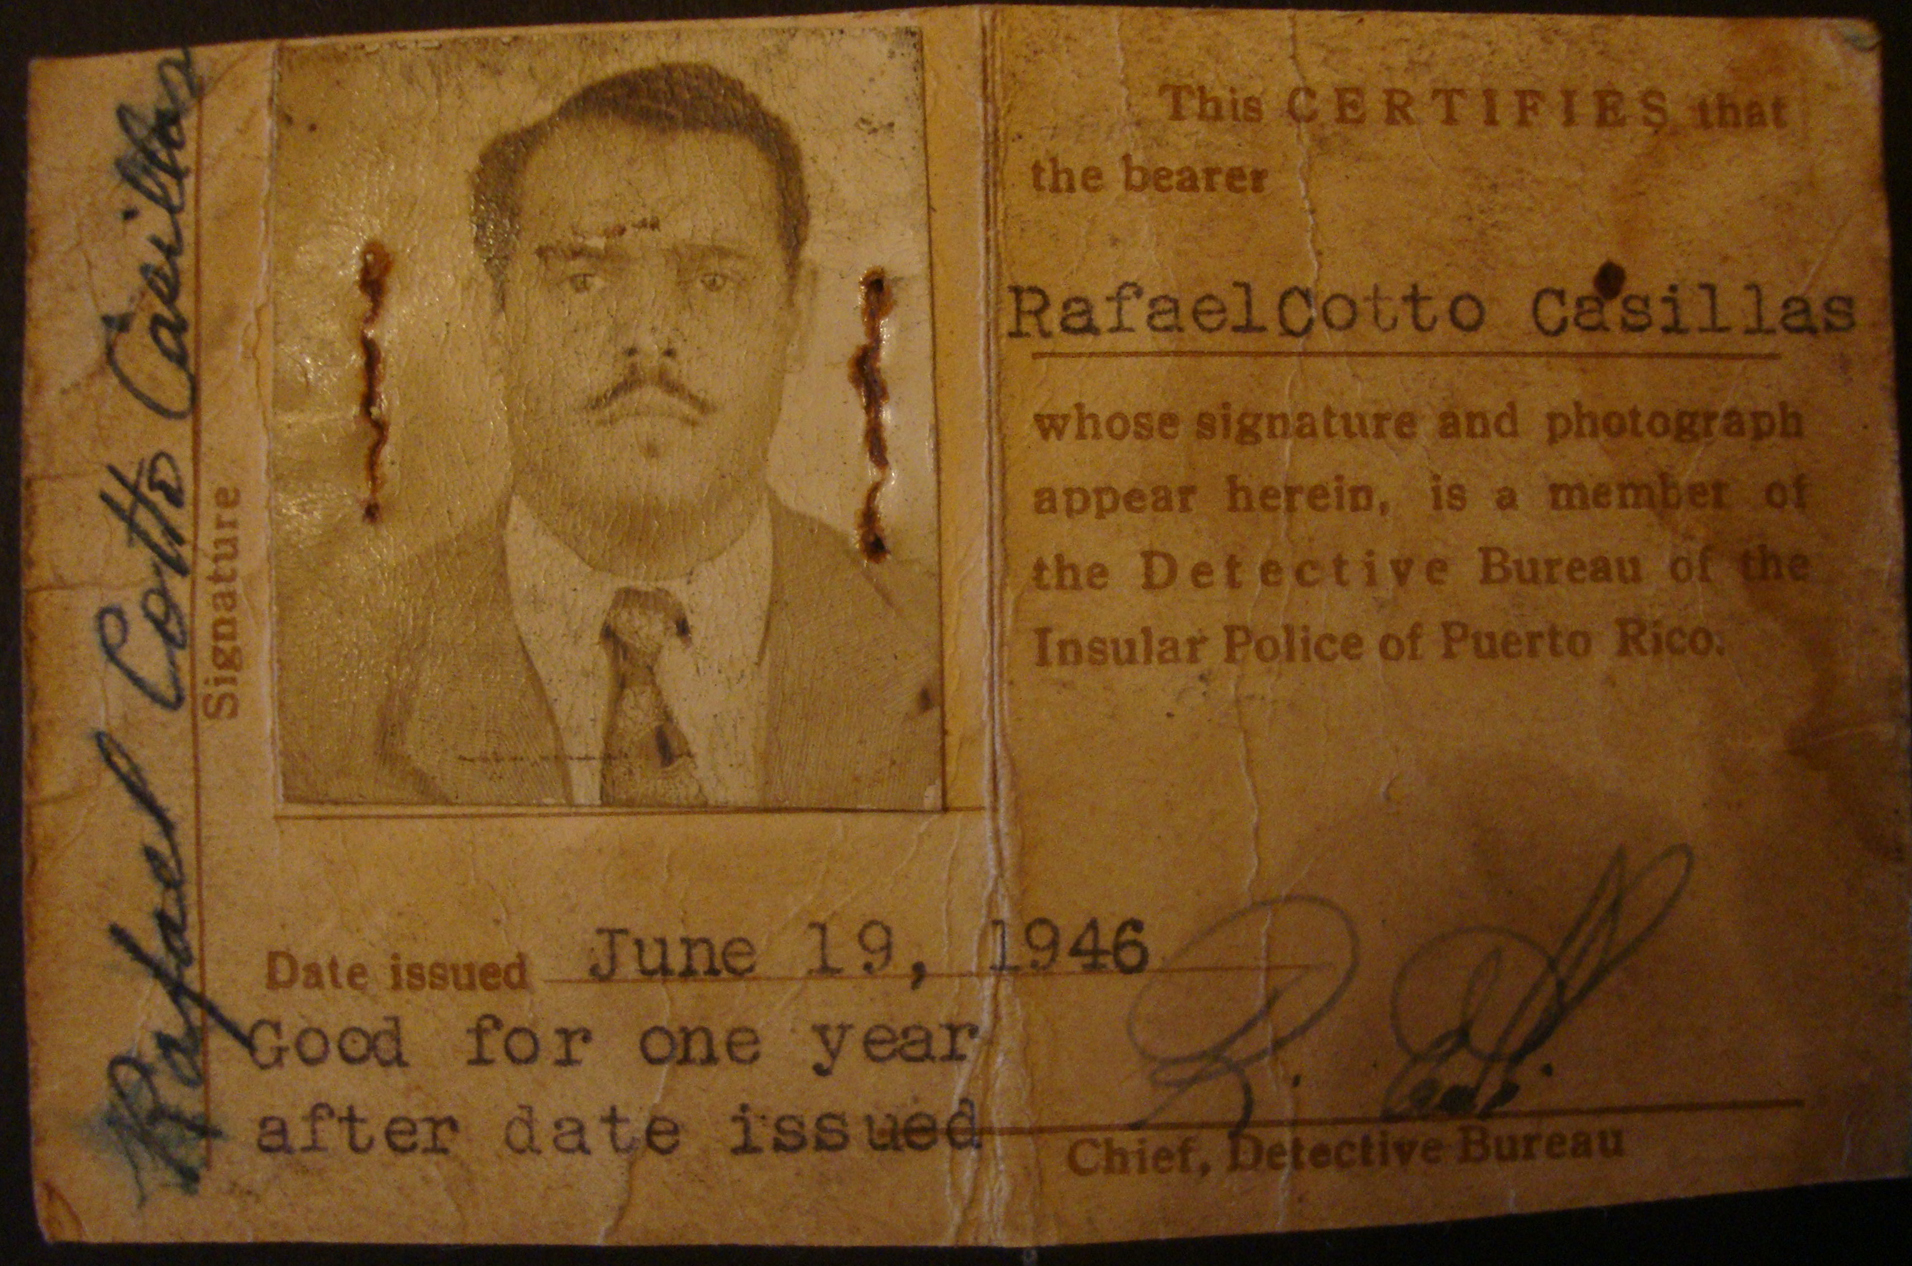 Rafael Cotto Casillas
Signature
Date issued June 19, 1946
Good for one year
after date issued
This CERTIFIES that
the bearer
Rafael Cotto Casillas
whose signature and photograph
appear herein, is a member of
the Detective Bureau of the
Insular Police of Puerto Rico.
Chief, Detective Bureau